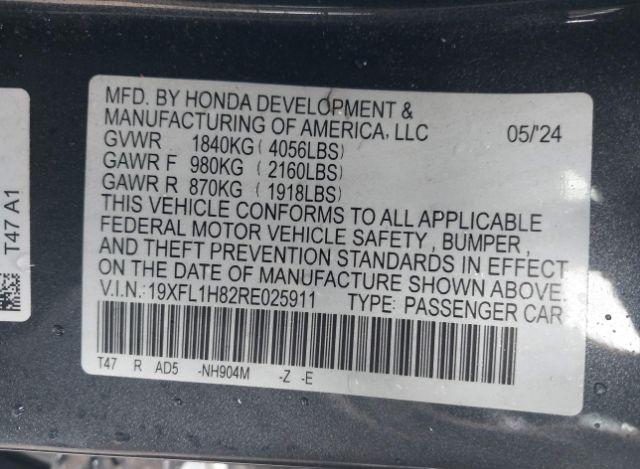 MFD. BY HONDA DEVELOPMENT &
MANUFACTURING OF AMERICA, LLC 05/'24
GVWR 1840KG ( 4056LBS)
GAWR F 980KG ( 2160LBS)
GAWR R 870KG ( 1918LBS)
THIS VEHICLE CONFORMS TO ALL APPLICABLE
FEDERAL MOTOR VEHICLE SAFETY , BUMPER,
AND THEFT PREVENTION STANDARDS IN EFFECT
ON THE DATE OF MANUFACTURE SHOWN ABOVE.
V.I.N.:19XFL1H82RE025911 TYPE: PASSENGER CAR
T47 R AD5 -NH904M -Z -E
T47 A1